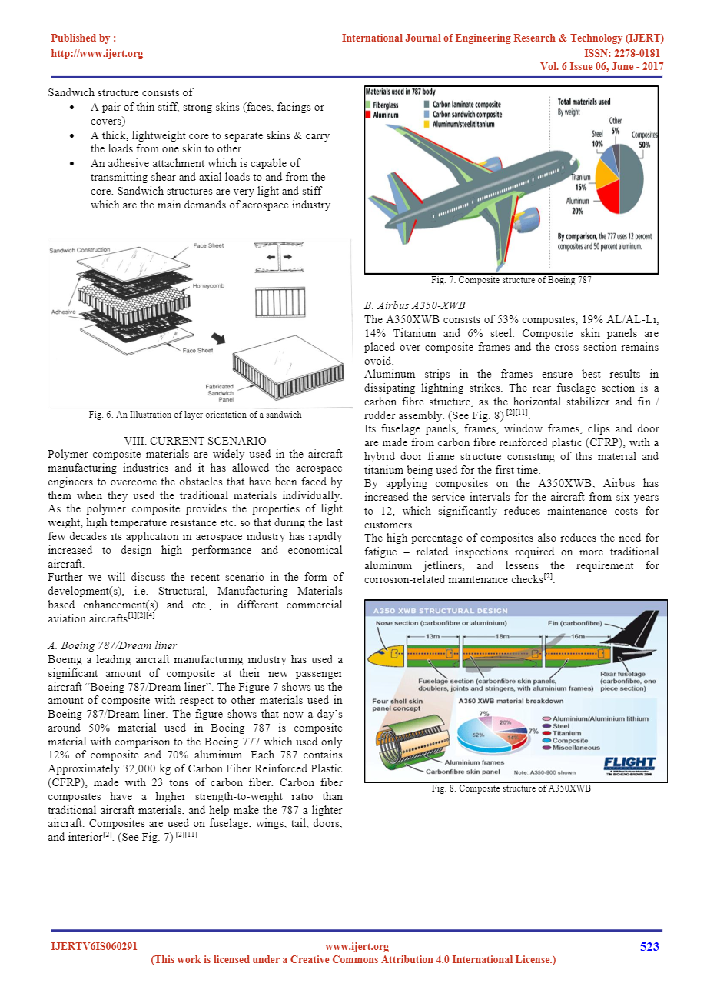 Published by :
http://www.ijert.org
International Journal of Engineering Research & Technology (IJERT)
ISSN: 2278-0181
Vol. 6 Issue 06, June - 2017
Sandwich structure consists of
• A pair of thin stiff, strong skins (faces, facings or
covers)
• A thick, lightweight core to separate skins & carry
the loads from one skin to other
• An adhesive attachment which is capable of
transmitting shear and axial loads to and from the
core. Sandwich structures are very light and stiff
which are the main demands of aerospace industry.
Sandwich Construction
Face Sheet
Honeycomb
Adhesive
Face Sheet
Fabricated
Sandwich
Panel
Fig. 6. An Illustration of layer orientation of a sandwich
VIII. CURRENT SCENARIO
Polymer composite materials are widely used in the aircraft
manufacturing industries and it has allowed the aerospace
engineers to overcome the obstacles that have been faced by
them when they used the traditional materials individually.
As the polymer composite provides the properties of light
weight, high temperature resistance etc. so that during the last
few decades its application in aerospace industry has rapidly
increased to design high performance and economical
aircraft.
Further we will discuss the recent scenario in the form of
development(s), i.e. Structural, Manufacturing Materials
based enhancement(s) and etc., in different commercial
aviation aircrafts[1][2][4].
A. Boeing 787/Dream liner
Boeing a leading aircraft manufacturing industry has used a
significant amount of composite at their new passenger
aircraft “Boeing 787/Dream liner”. The Figure 7 shows us the
amount of composite with respect to other materials used in
Boeing 787/Dream liner. The figure shows that now a day’s
around 50% material used in Boeing 787 is composite
material with comparison to the Boeing 777 which used only
12% of composite and 70% aluminum. Each 787 contains
Approximately 32,000 kg of Carbon Fiber Reinforced Plastic
(CFRP), made with 23 tons of carbon fiber. Carbon fiber
composites have a higher strength-to-weight ratio than
traditional aircraft materials, and help make the 787 a lighter
aircraft. Composites are used on fuselage, wings, tail, doors,
and interior[2]. (See Fig. 7) [2][11]
Materials used in 787 body
Fiberglass
Aluminum
Carbon laminate composite
Carbon sandwich composite
Aluminum/steel/titanium
Total materials used
By weight
Other
5%
Steel
10%
Composites
50%
Titanium
15%
Aluminum
20%
By comparison, the 777 uses 12 percent
composites and 50 percent aluminum.
Fig. 7. Composite structure of Boeing 787
B. Airbus A350-XWB
The A350XWB consists of 53% composites, 19% AL/AL-Li,
14% Titanium and 6% steel. Composite skin panels are
placed over composite frames and the cross section remains
ovoid.
Aluminum strips in the frames ensure best results in
dissipating lightning strikes. The rear fuselage section is a
carbon fibre structure, as the horizontal stabilizer and fin /
rudder assembly. (See Fig. 8) [2][11].
Its fuselage panels, frames, window frames, clips and door
are made from carbon fibre reinforced plastic (CFRP), with a
hybrid door frame structure consisting of this material and
titanium being used for the first time.
By applying composites on the A350XWB, Airbus has
increased the service intervals for the aircraft from six years
to 12, which significantly reduces maintenance costs for
customers.
The high percentage of composites also reduces the need for
fatigue – related inspections required on more traditional
aluminum jetliners, and lessens the requirement for
corrosion-related maintenance checks[2].
A350 XWB STRUCTURAL DESIGN
Nose section (carbonfibre or aluminium)
Fin (carbonfibre)
13m
18m
16m
Fuselage section (carbonfibre skin panels,
doublers, joints and stringers, with aluminium frames)
Rear fuselage
(carbonfibre, one
piece section)
Four shell skin
panel concept
A350 XWB material breakdown
7%
20%
7%
14%
52%
Aluminium/Aluminium lithium
Steel
Titanium
Composite
Miscellaneous
Aluminium frames
Carbonfibre skin panel
Note: A350-900 shown
FLIGHT
INTERNATIONAL
Fig. 8. Composite structure of A350XWB
IJERTV6IS060291
www.ijert.org
523
(This work is licensed under a Creative Commons Attribution 4.0 International License.)